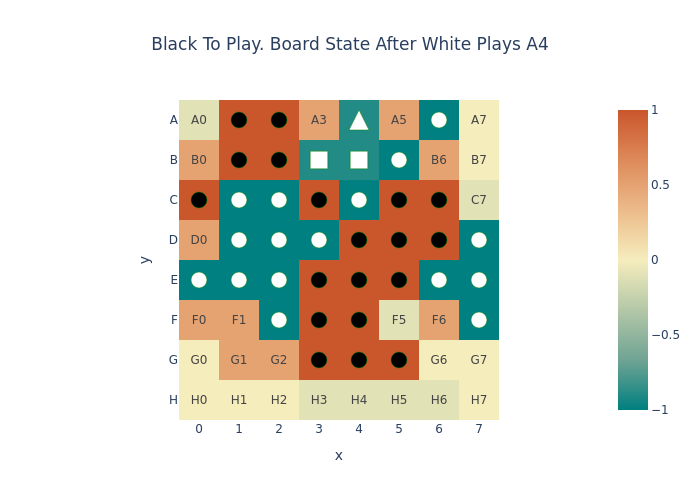 Black To Play. Board State After White Plays A4
A A0 A3 A5 A7
B B0 B6 B7
C C7
D D0
E
F F0 F1 F5 F6
G G0 G1 G2 G6 G7
H H0 H1 H2 H3 H4 H5 H6 H7
0 1 2 3 4 5 6 7
x
y
1
0.5
0
−0.5
−1